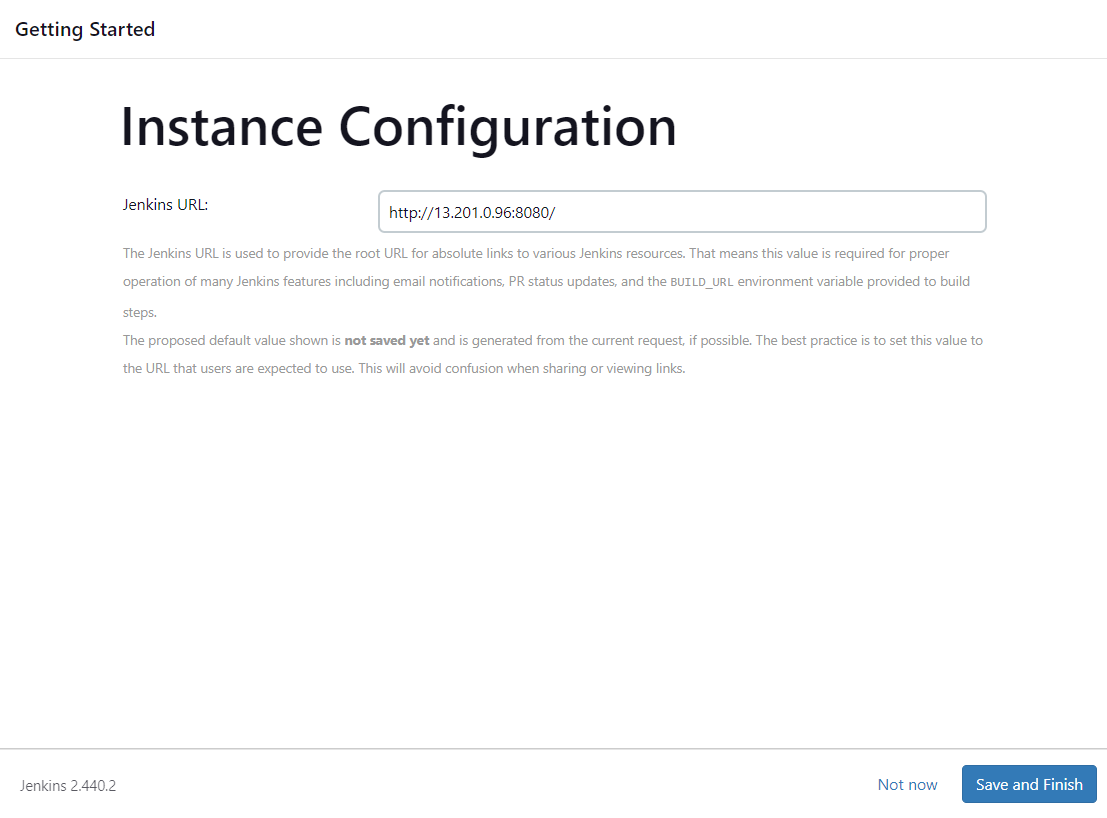 Getting Started
Instance Configuration
Jenkins URL:
http://13.201.0.96:8080/
The Jenkins URL is used to provide the root URL for absolute links to various Jenkins resources. That means this value is required for proper
operation of many Jenkins features including email notifications, PR status updates, and the BUILD_URL environment variable provided to build
steps.
The proposed default value shown is not saved yet and is generated from the current request, if possible. The best practice is to set this value to
the URL that users are expected to use. This will avoid confusion when sharing or viewing links.
Jenkins 2.440.2
Not now
Save and Finish